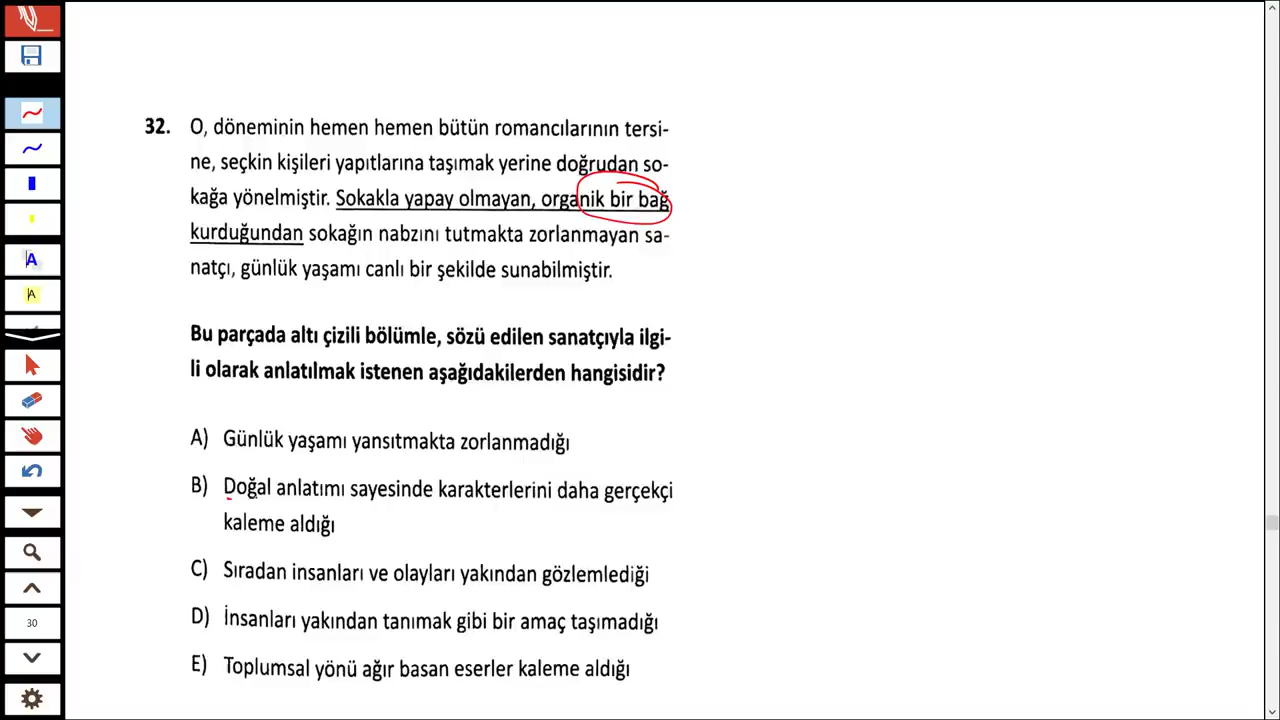 32. O, döneminin hemen hemen bütün romancılarının tersi-
ne, seçkin kişileri yapıtlarına taşımak yerine doğrudan so-
kağa yönelmiştir. Sokakla yapay olmayan, organik bir bağ
kurduğundan sokağın nabzını tutmakta zorlanmayan sa-
natçı, günlük yaşamı canlı bir şekilde sunabilmiştir.
Bu parçada altı çizili bölümle, sözü edilen sanatçıyla ilgi-
li olarak anlatılmak istenen aşağıdakilerden hangisidir?
A) Günlük yaşamı yansıtmakta zorlanmadığı
B) Doğal anlatımı sayesinde karakterlerini daha gerçekçi
kaleme aldığı
C) Sıradan insanları ve olayları yakından gözlemlediği
D) İnsanları yakından tanımak gibi bir amaç taşımadığı
E) Toplumsal yönü ağır basan eserler kaleme aldığı
A
A
30